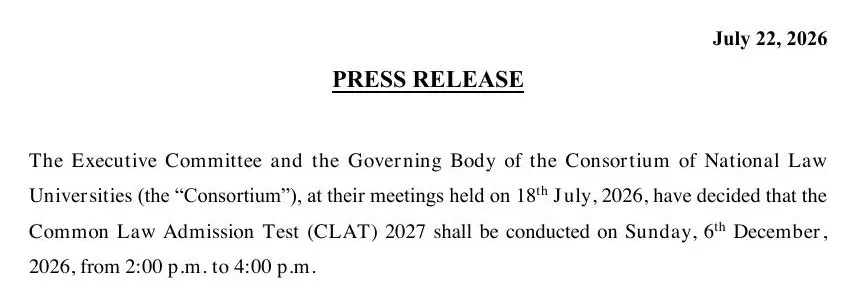 July 22, 2026
PRESS RELEASE
The Executive Committee and the Governing Body of the Consortium of National Law
Universities (the “Consortium”), at their meetings held on 18th July, 2026, have decided that the
Common Law Admission Test (CLAT) 2027 shall be conducted on Sunday, 6th December,
2026, from 2:00 p.m. to 4:00 p.m.